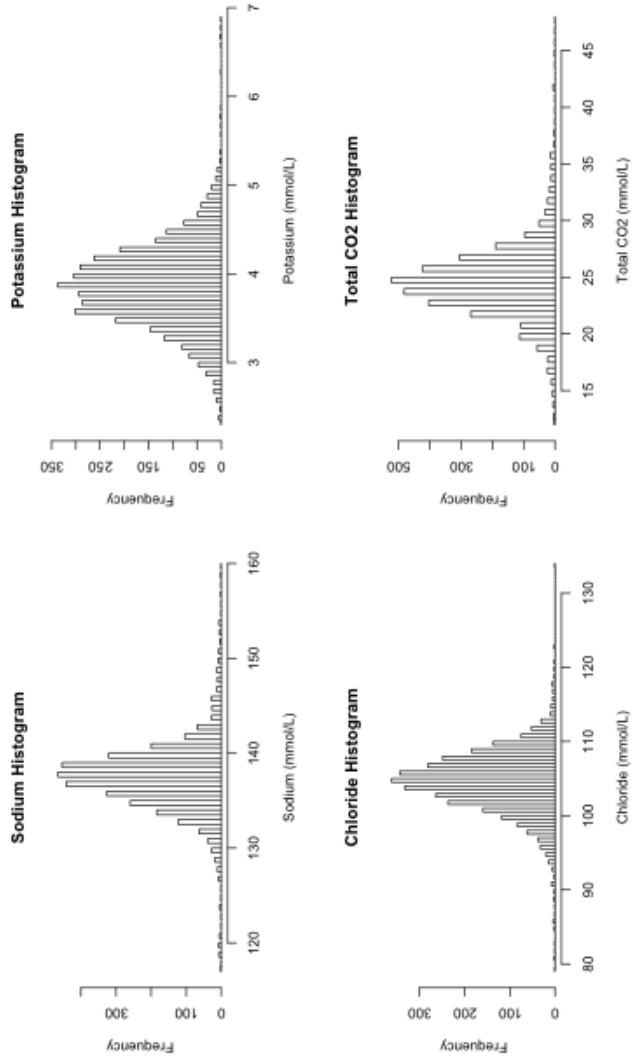 Sodium Histogram
Frequency
300
100
0
120 130 140 150 160
Sodium (mmol/L)
Potassium Histogram
Frequency
350
250
150
50
0
3 4 5 6 7
Potassium (mmol/L)
Chloride Histogram
Frequency
300
200
100
0
80 90 100 110 120 130
Chloride (mmol/L)
Total CO2 Histogram
Frequency
500
300
100
0
15 20 25 30 35 40 45
Total CO2 (mmol/L)